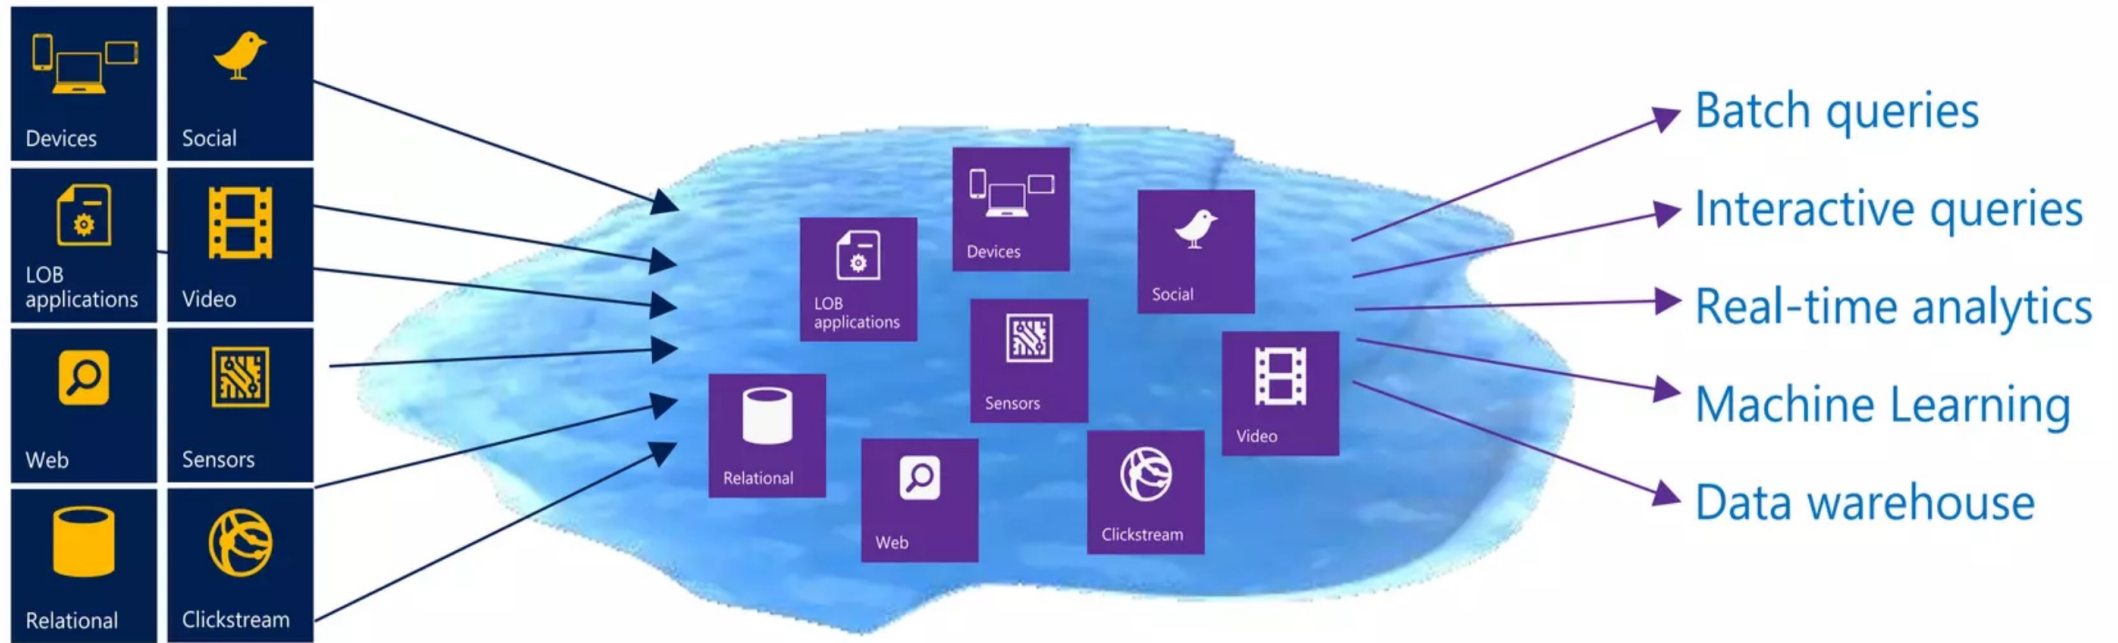 Devices
Social
LOB
applications
Video
Web
Sensors
Relational
Clickstream
Devices
Social
LOB
applications
Sensors
Video
Relational
Web
Clickstream
Batch queries
Interactive queries
Real-time analytics
Machine Learning
Data warehouse